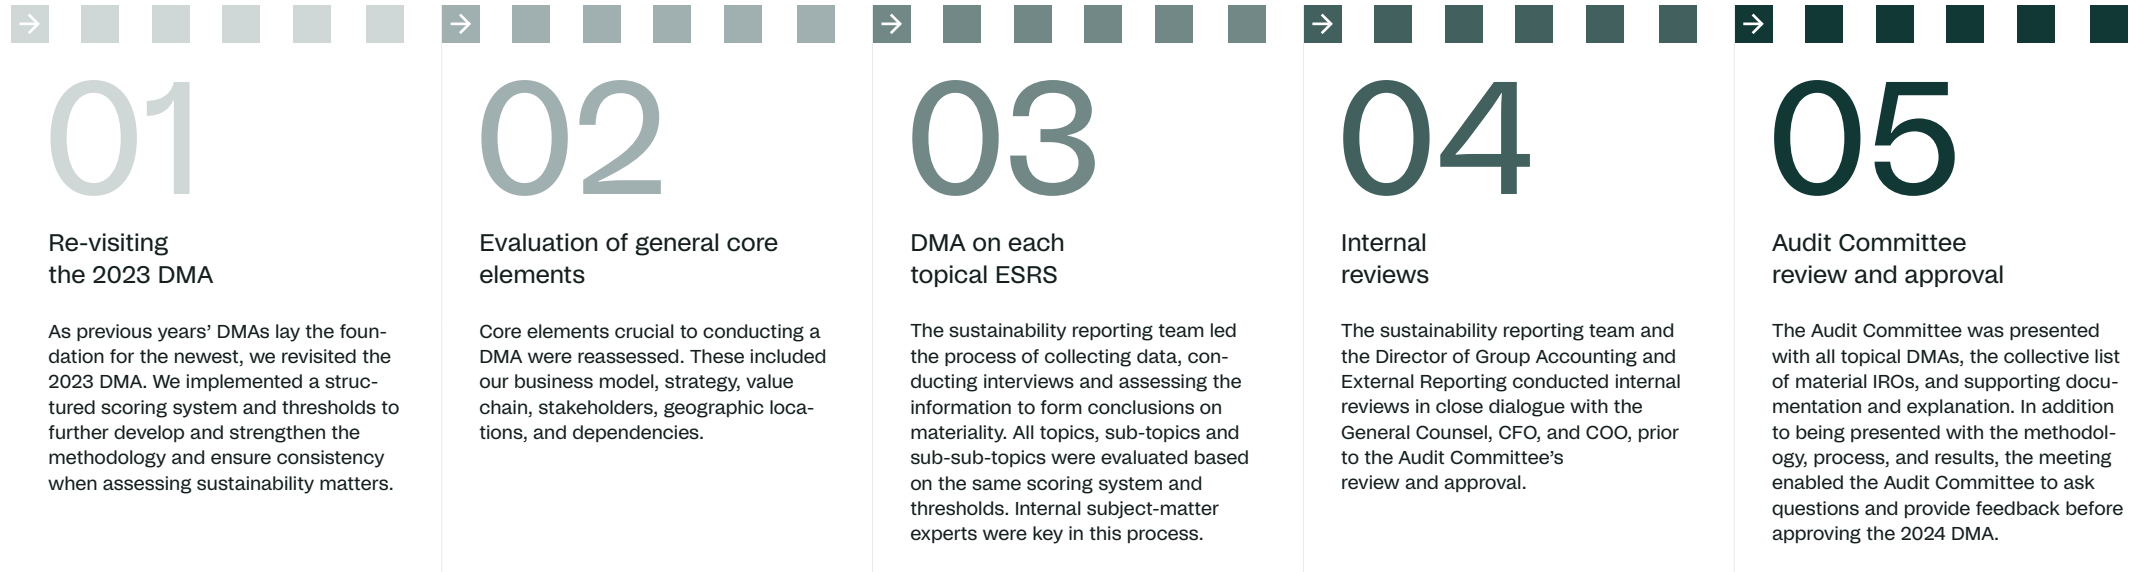 01
Re-visiting
the 2023 DMA
As previous years’ DMAs lay the foun-
dation for the newest, we revisited the
2023 DMA. We implemented a struc-
tured scoring system and thresholds to
further develop and strengthen the
methodology and ensure consistency
when assessing sustainability matters.
02
Evaluation of general core
elements
Core elements crucial to conducting a
DMA were reassessed. These included
our business model, strategy, value
chain, stakeholders, geographic loca-
tions, and dependencies.
03
DMA on each
topical ESRS
The sustainability reporting team led
the process of collecting data, con-
ducting interviews and assessing the
information to form conclusions on
materiality. All topics, sub-topics and
sub-sub-topics were evaluated based
on the same scoring system and
thresholds. Internal subject-matter
experts were key in this process.
04
Internal
reviews
The sustainability reporting team and
the Director of Group Accounting and
External Reporting conducted internal
reviews in close dialogue with the
General Counsel, CFO, and COO, prior
to the Audit Committee’s
review and approval.
05
Audit Committee
review and approval
The Audit Committee was presented
with all topical DMAs, the collective list
of material IROs, and supporting docu-
mentation and explanation. In addition
to being presented with the methodol-
ogy, process, and results, the meeting
enabled the Audit Committee to ask
questions and provide feedback before
approving the 2024 DMA.